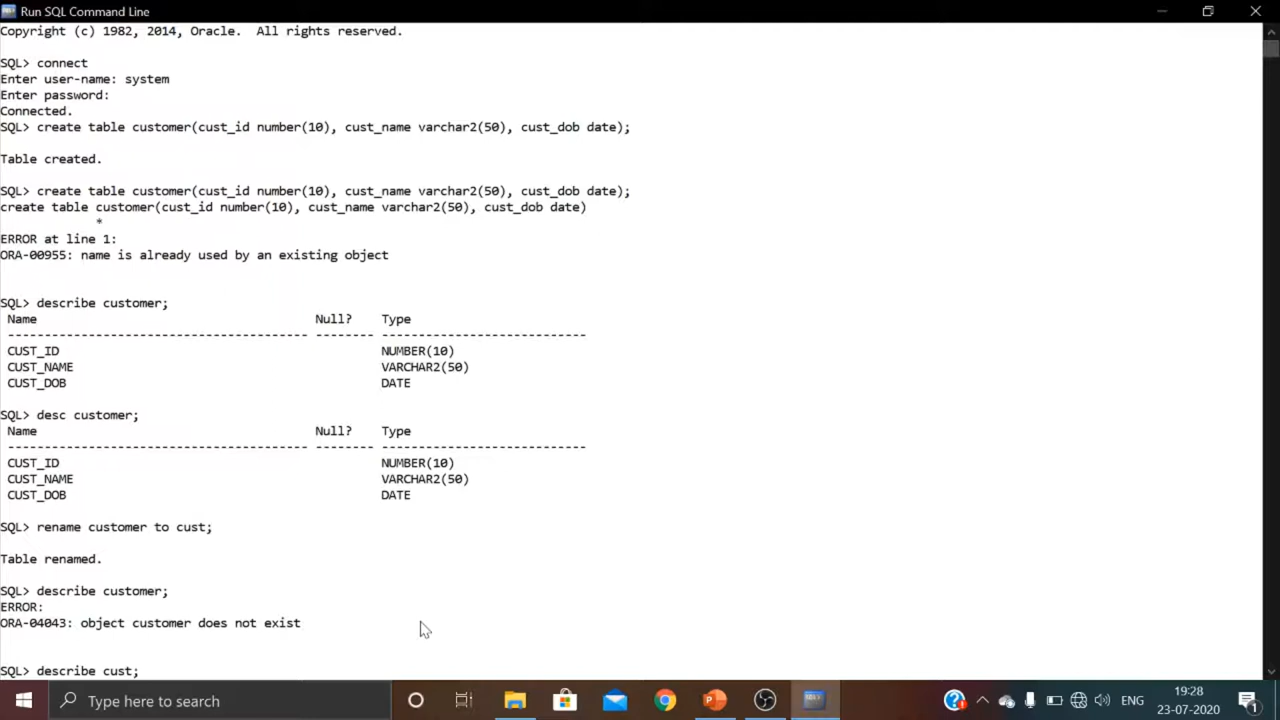 Run SQL Command Line
Copyright (c) 1982, 2014, Oracle.  All rights reserved.
SQL> connect
Enter user-name: system
Enter password:
Connected.
SQL> create table customer(cust_id number(10), cust_name varchar2(50), cust_dob date);
Table created.
SQL> create table customer(cust_id number(10), cust_name varchar2(50), cust_dob date);
create table customer(cust_id number(10), cust_name varchar2(50), cust_dob date)
*
ERROR at line 1:
ORA-00955: name is already used by an existing object
SQL> describe customer;
Name                                      Null?    Type
----------------------------------------- -------- ----------------------------
CUST_ID                                            NUMBER(10)
CUST_NAME                                          VARCHAR2(50)
CUST_DOB                                           DATE
SQL> desc customer;
Name                                      Null?    Type
----------------------------------------- -------- ----------------------------
CUST_ID                                            NUMBER(10)
CUST_NAME                                          VARCHAR2(50)
CUST_DOB                                           DATE
SQL> rename customer to cust;
Table renamed.
SQL> describe customer;
ERROR:
ORA-04043: object customer does not exist
SQL> describe cust;
Type here to search
ENG
19:28
23-07-2020
1